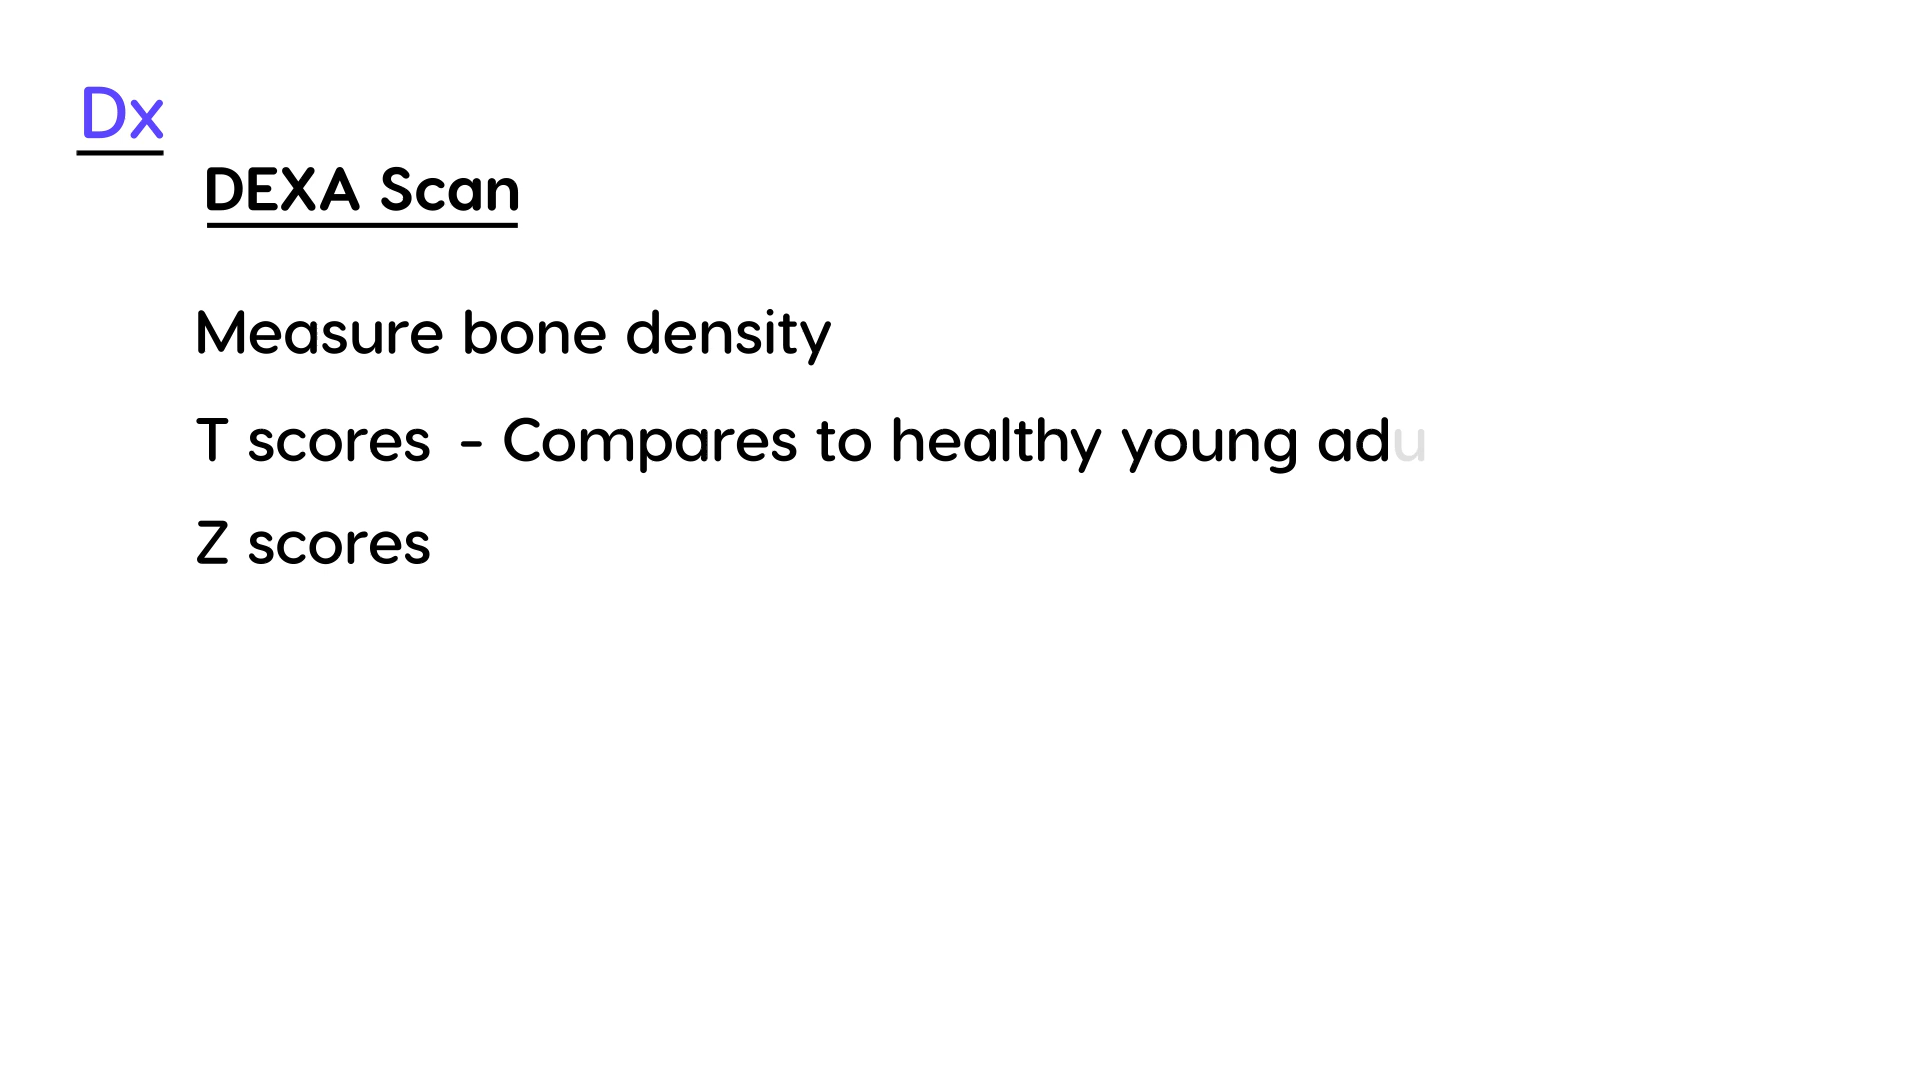 Dx
DEXA Scan
Measure bone density
T scores - Compares to healthy young adu
Z scores